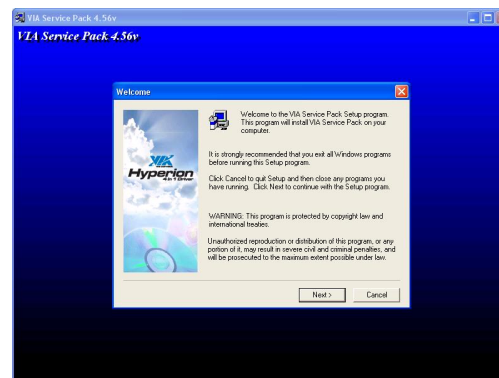 VIA Service Pack 4.56v
VIA Service Pack 4.56v
Welcome
Welcome to the VIA Service Pack Setup program.
This program will install VIA Service Pack on your
computer.
It is strongly recommended that you exit all Windows programs
before running this Setup program.
Click Cancel to quit Setup and then close any programs you
have running. Click Next to continue with the Setup program.
WARNING: This program is protected by copyright law and
international treaties.
Unauthorized reproduction or distribution of this program, or any
portion of it, may result in severe civil and criminal penalties, and
will be prosecuted to the maximum extent possible under law.
VIA
Hyperion
4 in 1 Driver
Next >
Cancel